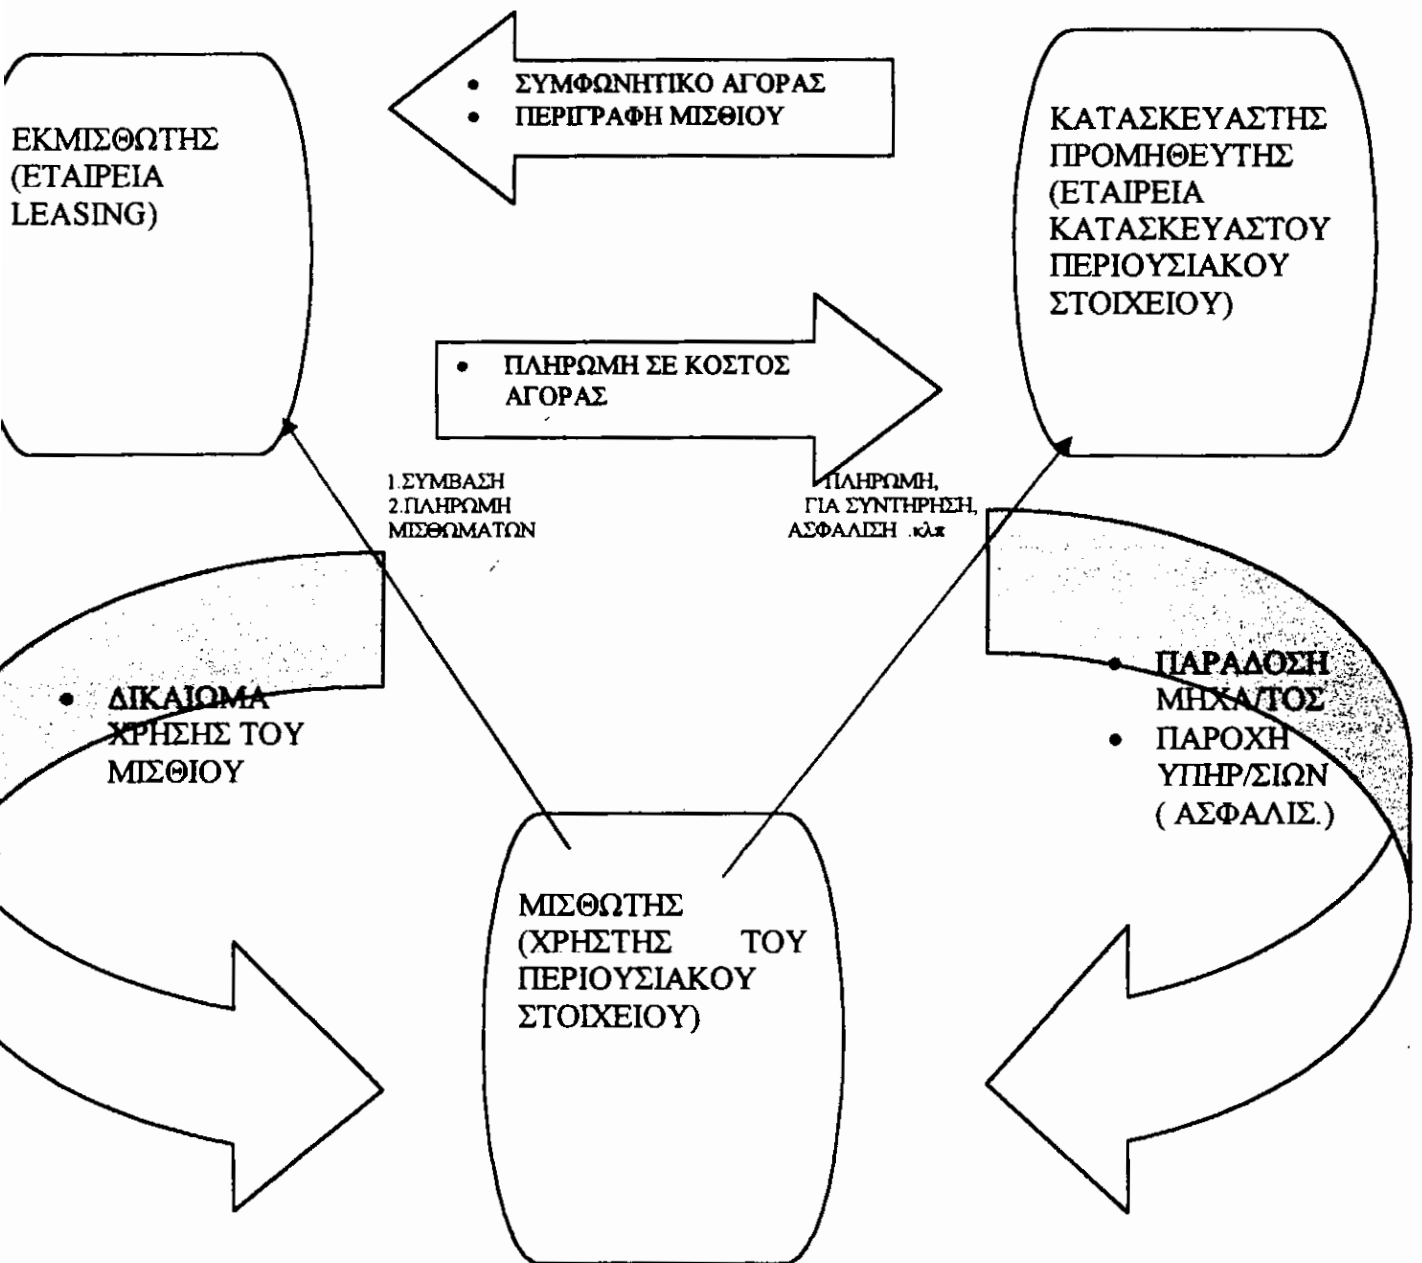 • ΣΥΜΦΩΝΗΤΙΚΟ ΑΓΟΡΑΣ
• ΠΕΡΙΓΡΑΦΗ ΜΙΣΘΙΟΥ
ΕΚΜΙΣΘΩΤΗΣ
(ΕΤΑΙΡΕΙΑ
LEASING)
ΚΑΤΑΣΚΕΥΑΣΤΗΣ
ΠΡΟΜΗΘΕΥΤΗΣ
(ΕΤΑΙΡΕΙΑ
ΚΑΤΑΣΚΕΥΑΣΤΟΥ
ΠΕΡΙΟΥΣΙΑΚΟΥ
ΣΤΟΙΧΕΙΟΥ)
• ΠΛΗΡΩΜΗ ΣΕ ΚΟΣΤΟΣ
ΑΓΟΡΑΣ
1.ΣΥΜΒΑΣΗ
2.ΠΛΗΡΩΜΗ
ΜΙΣΘΩΜΑΤΩΝ
ΠΛΗΡΩΜΗ,
ΓΙΑ ΣΥΝΤΗΡΗΣΗ,
ΑΣΦΑΛΙΣΗ .κλπ
• ΔΙΚΑΙΩΜΑ
ΧΡΗΣΗΣ ΤΟΥ
ΜΙΣΘΙΟΥ
• ΠΑΡΑΔΟΣΗ
ΜΗΧΑ/ΤΟΣ
• ΠΑΡΟΧΗ
ΥΠΗΡ/ΣΙΩΝ
( ΑΣΦΑΛΙΣ.)
ΜΙΣΘΩΤΗΣ
(ΧΡΗΣΤΗΣ ΤΟΥ
ΠΕΡΙΟΥΣΙΑΚΟΥ
ΣΤΟΙΧΕΙΟΥ)